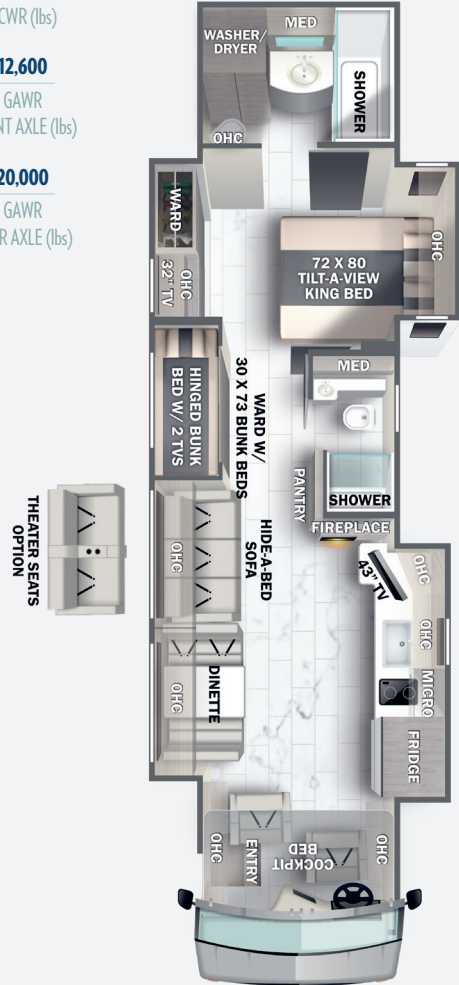 CWR (lbs)
12,600
GAWR
NT AXLE (lbs)
20,000
GAWR
R AXLE (lbs)
WASHER/
DRYER
MED
SHOWER
OHC
WARD
OHC
32" TV
72 X 80
TILT-A-VIEW
KING BED
OHC
HINGED BUNK
BED W/ 2 TVS
WARD W/
30 X 73 BUNK BEDS
MED
SHOWER
PANTRY
FIREPLACE
THEATER SEATS
OPTION
OHC
HIDE-A-BED
SOFA
43" TV
OHC
OHC
MICRO
FRIDGE
DINETTE
OHC
OHC
ENTRY
COCKPIT
BED
OHC